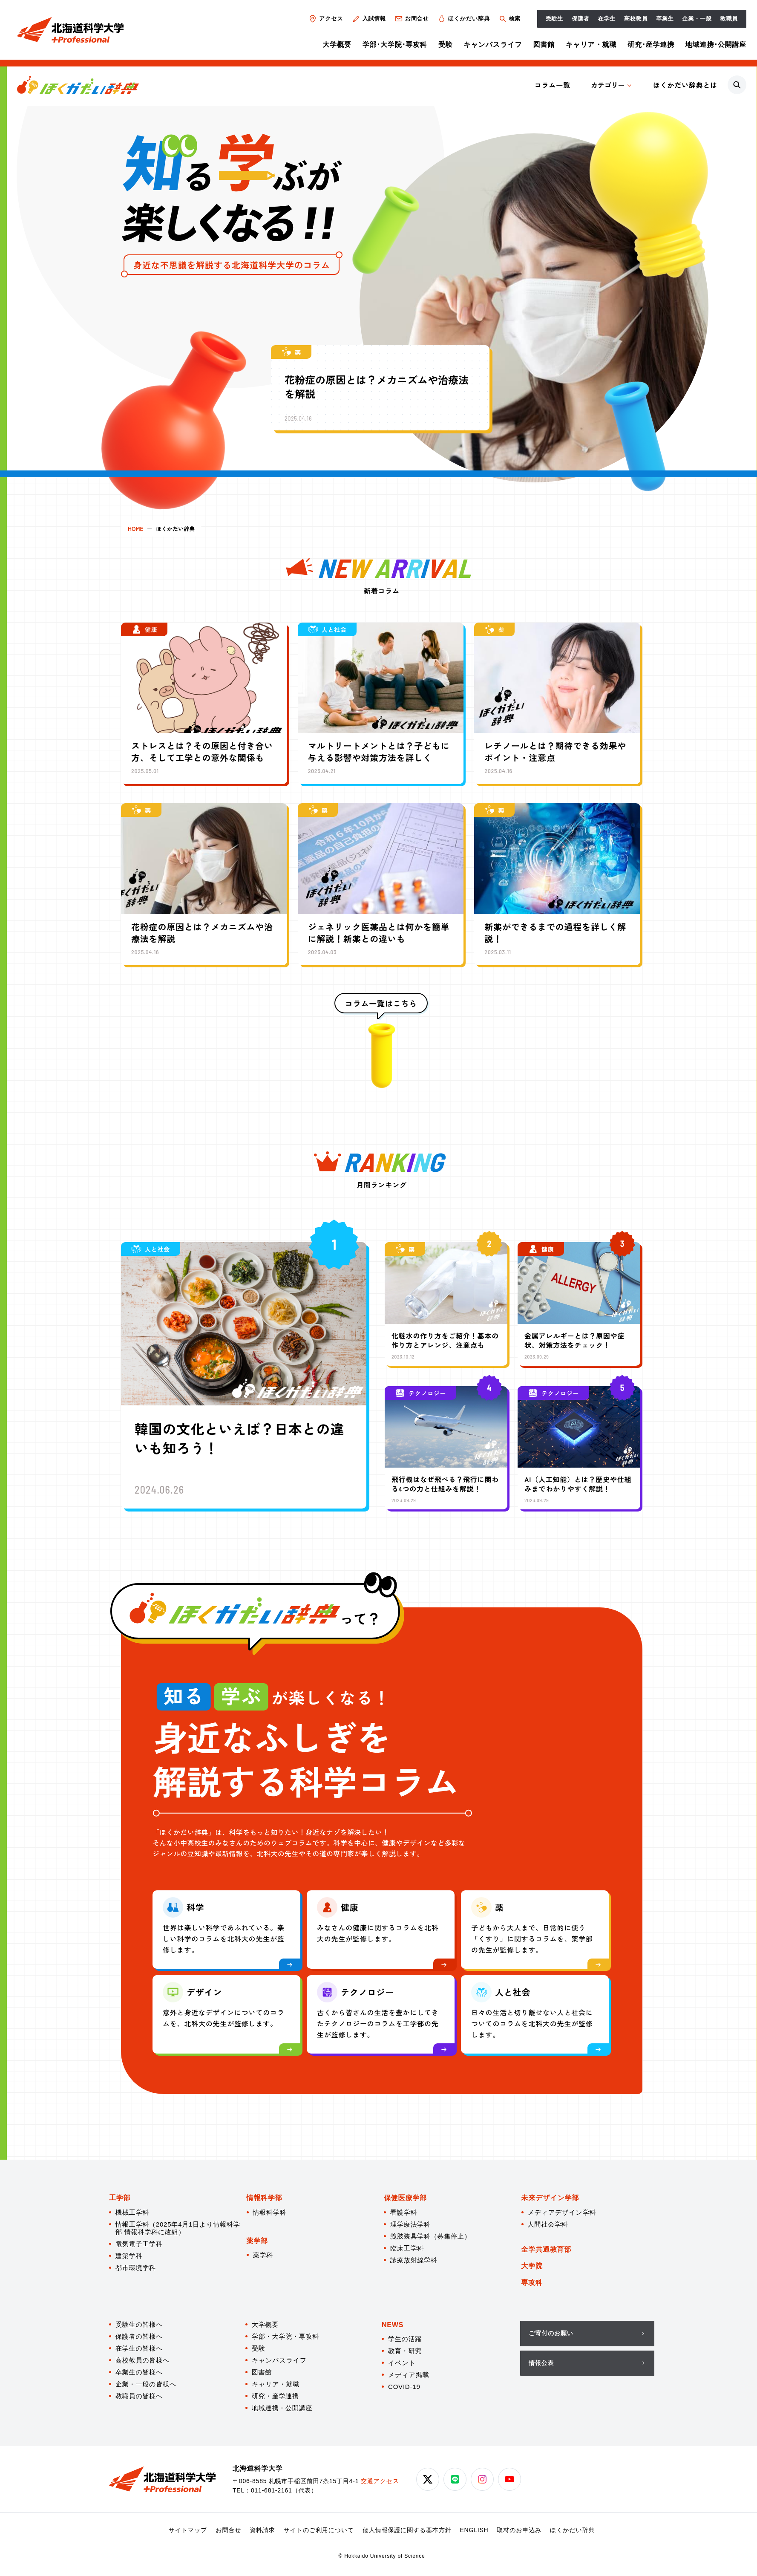 北海道科学大学
+Professional
アクセス 入試情報 お問合せ ほくかだい辞典 検索
受験生 保護者 在学生 高校教員 卒業生 企業・一般 教職員
大学概要 学部･大学院･専攻科 受験 キャンパスライフ 図書館 キャリア・就職 研究･産学連携 地域連携･公開講座
ほくかだい辞典
コラム一覧 カテゴリー ほくかだい辞典とは
知る学ぶが
楽しくなる!!
身近な不思議を解説する北海道科学大学のコラム
薬
花粉症の原因とは？メカニズムや治療法
を解説
2025.04.16
HOME ー ほくかだい辞典
NEW ARRIVAL
新着コラム
健康
ほくかだい辞典
ストレスとは？その原因と付き合い
方、そして工学との意外な関係も
2025.05.01
人と社会
ほくかだい辞典
マルトリートメントとは？子どもに
与える影響や対策方法を詳しく
2025.04.21
薬
ほくかだい辞典
レチノールとは？期待できる効果や
ポイント・注意点
2025.04.16
薬
ほくかだい辞典
花粉症の原因とは？メカニズムや治
療法を解説
2025.04.16
薬
ほくかだい辞典
ジェネリック医薬品とは何かを簡単
に解説！新薬との違いも
2025.04.03
薬
ほくかだい辞典
新薬ができるまでの過程を詳しく解
説！
2025.03.11
コラム一覧はこちら
RANKING
月間ランキング
人と社会
1
ほくかだい辞典
韓国の文化といえば？日本との違
いも知ろう！
2024.06.26
薬
2
化粧水の作り方をご紹介！基本の
作り方とアレンジ、注意点も
2023.10.12
健康
3
ALLERGY
金属アレルギーとは？原因や症
状、対策方法をチェック！
2023.09.29
テクノロジー
4
飛行機はなぜ飛べる？飛行に関わ
る4つの力と仕組みを解説！
2023.09.29
テクノロジー
5
AI
AI（人工知能）とは？歴史や仕組
みまでわかりやすく解説！
2023.09.29
ほくかだい辞典って？
知る 学ぶ が楽しくなる！
身近なふしぎを
解説する科学コラム
「ほくかだい辞典」は、科学をもっと知りたい！身近なナゾを解決したい！
そんな小中高校生のみなさんのためのウェブコラムです。科学を中心に、健康やデザインなど多彩な
ジャンルの豆知識や最新情報を、北科大の先生やその道の専門家が楽しく解説します。
科学
世界は楽しい科学であふれている。楽
しい科学のコラムを北科大の先生が監
修します。
健康
みなさんの健康に関するコラムを北科
大の先生が監修します。
薬
子どもから大人まで、日常的に使う
「くすり」に関するコラムを、薬学部
の先生が監修します。
デザイン
意外と身近なデザインについてのコラ
ムを、北科大の先生が監修します。
テクノロジー
古くから皆さんの生活を豊かにしてき
たテクノロジーのコラムを工学部の先
生が監修します。
人と社会
日々の生活と切り離せない人と社会に
ついてのコラムを北科大の先生が監修
します。
工学部
機械工学科
情報工学科（2025年4月1日より情報科学
部 情報科学科に改組）
電気電子工学科
建築学科
都市環境学科
情報科学部
情報科学科
薬学部
薬学科
保健医療学部
看護学科
理学療法学科
義肢装具学科（募集停止）
臨床工学科
診療放射線学科
未来デザイン学部
メディアデザイン学科
人間社会学科
全学共通教育部
大学院
専攻科
受験生の皆様へ
保護者の皆様へ
在学生の皆様へ
高校教員の皆様へ
卒業生の皆様へ
企業・一般の皆様へ
教職員の皆様へ
大学概要
学部・大学院・専攻科
受験
キャンパスライフ
図書館
キャリア・就職
研究・産学連携
地域連携・公開講座
NEWS
学生の活躍
教育・研究
イベント
メディア掲載
COVID-19
ご寄付のお願い
情報公表
北海道科学大学
+Professional
北海道科学大学
〒006-8585 札幌市手稲区前田7条15丁目4-1 交通アクセス
TEL：011-681-2161（代表）
サイトマップ お問合せ 資料請求 サイトのご利用について 個人情報保護に関する基本方針 ENGLISH 取材のお申込み ほくかだい辞典
© Hokkaido University of Science